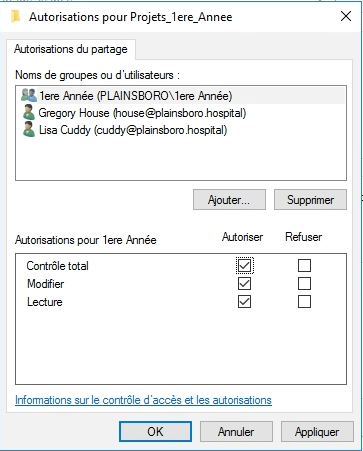 Autorisations pour Projets_1ere_Annee
Autorisations du partage
Noms de groupes ou d'utilisateurs :
1ere Année (PLAINSBORO\1ere Année)
Gregory House (house@plainsboro.hospital)
Lisa Cuddy (cuddy@plainsboro.hospital)
Ajouter... Supprimer
Autorisations pour 1ere Année Autoriser Refuser
Contrôle total
Modifier
Lecture
Informations sur le contrôle d'accès et les autorisations
OK Annuler Appliquer